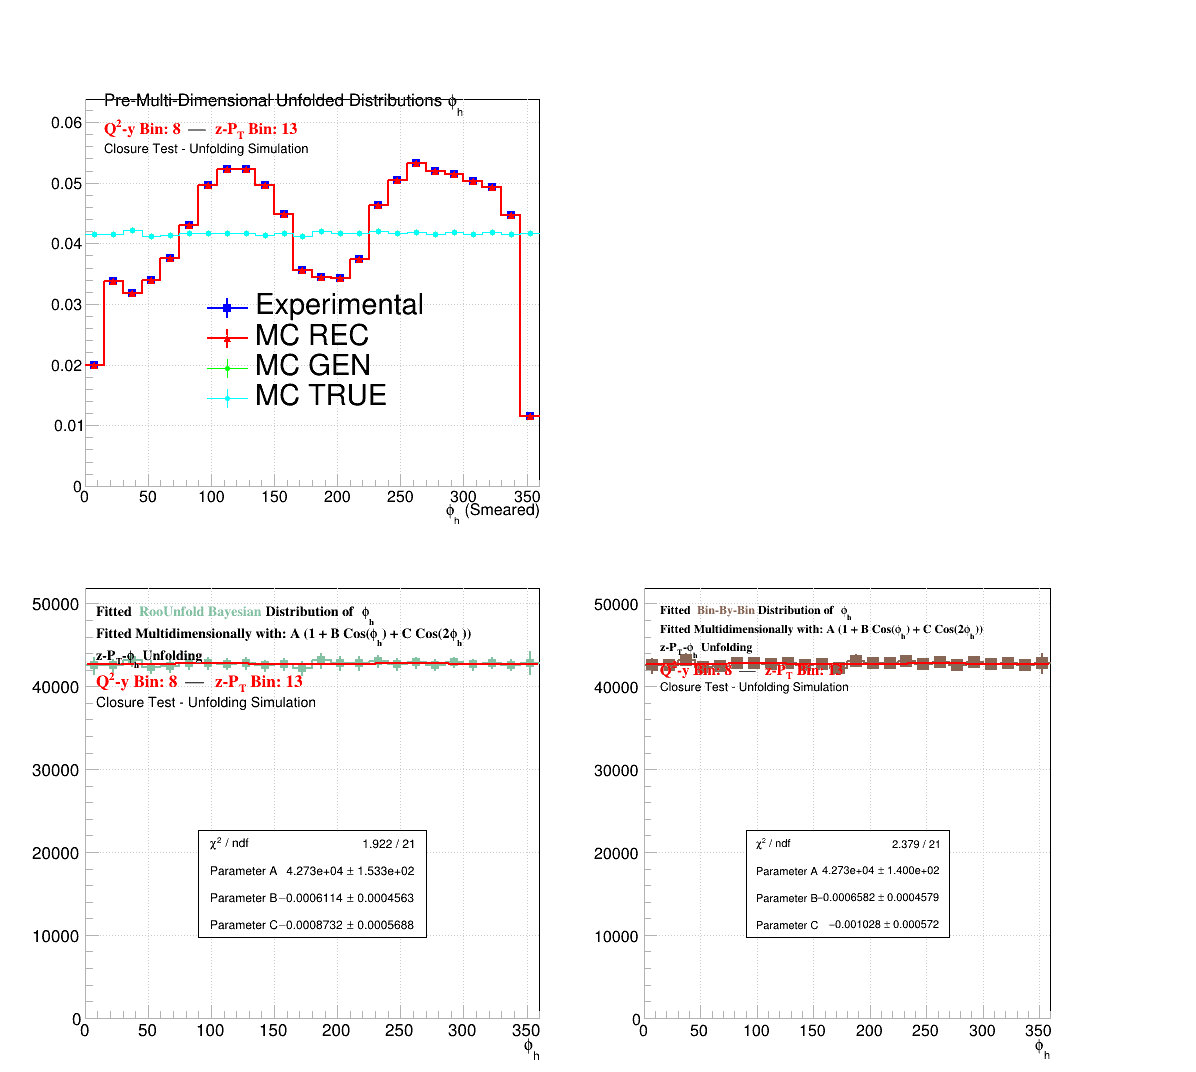 Pre-Multi-Dimensional Unfolded Distributions ϕh
Q²-y Bin: 8 — z-PT Bin: 13
Closure Test - Unfolding Simulation
0.06
0.05
0.04
0.03
0.02
0.01
0
Experimental
MC REC
MC GEN
MC TRUE
0 50 100 150 200 250 300 350
ϕh (Smeared)
Fitted RooUnfold Bayesian Distribution of ϕh
Fitted Multidimensionally with: A (1 + B Cos(ϕh) + C Cos(2ϕh))
z-PT-ϕh Unfolding
Q²-y Bin: 8 — z-PT Bin: 13
Closure Test - Unfolding Simulation
50000
40000
30000
20000
10000
0
χ² / ndf 1.922 / 21
Parameter A 4.273e+04 ± 1.533e+02
Parameter B −0.0006114 ± 0.0004563
Parameter C −0.0008732 ± 0.0005688
0 50 100 150 200 250 300 350
ϕh
Fitted Bin-By-Bin Distribution of ϕh
Fitted Multidimensionally with: A (1 + B Cos(ϕh) + C Cos(2ϕh))
z-PT-ϕh Unfolding
Q²-y Bin: 8 — z-PT Bin: 13
Closure Test - Unfolding Simulation
50000
40000
30000
20000
10000
0
χ² / ndf 2.379 / 21
Parameter A 4.273e+04 ± 1.400e+02
Parameter B −0.0006582 ± 0.0004579
Parameter C −0.001028 ± 0.000572
0 50 100 150 200 250 300 350
ϕh